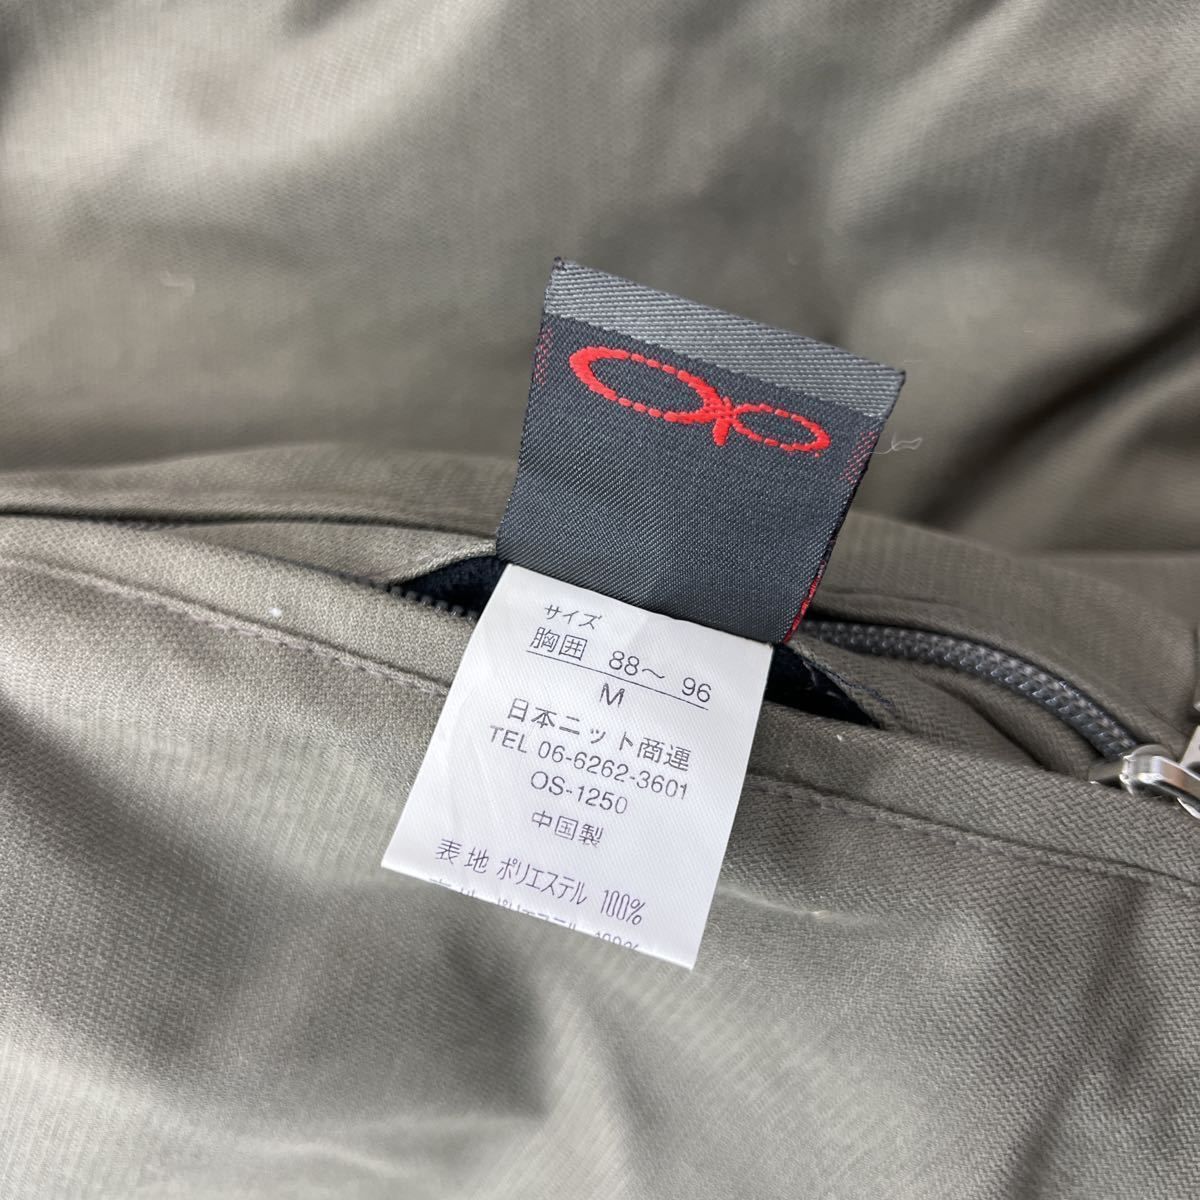 サイズ
胸囲 88〜 96
M
日本ニット商連
TEL 06-6262-3601
OS-1250
中国製
表地 ポリエステル 100%